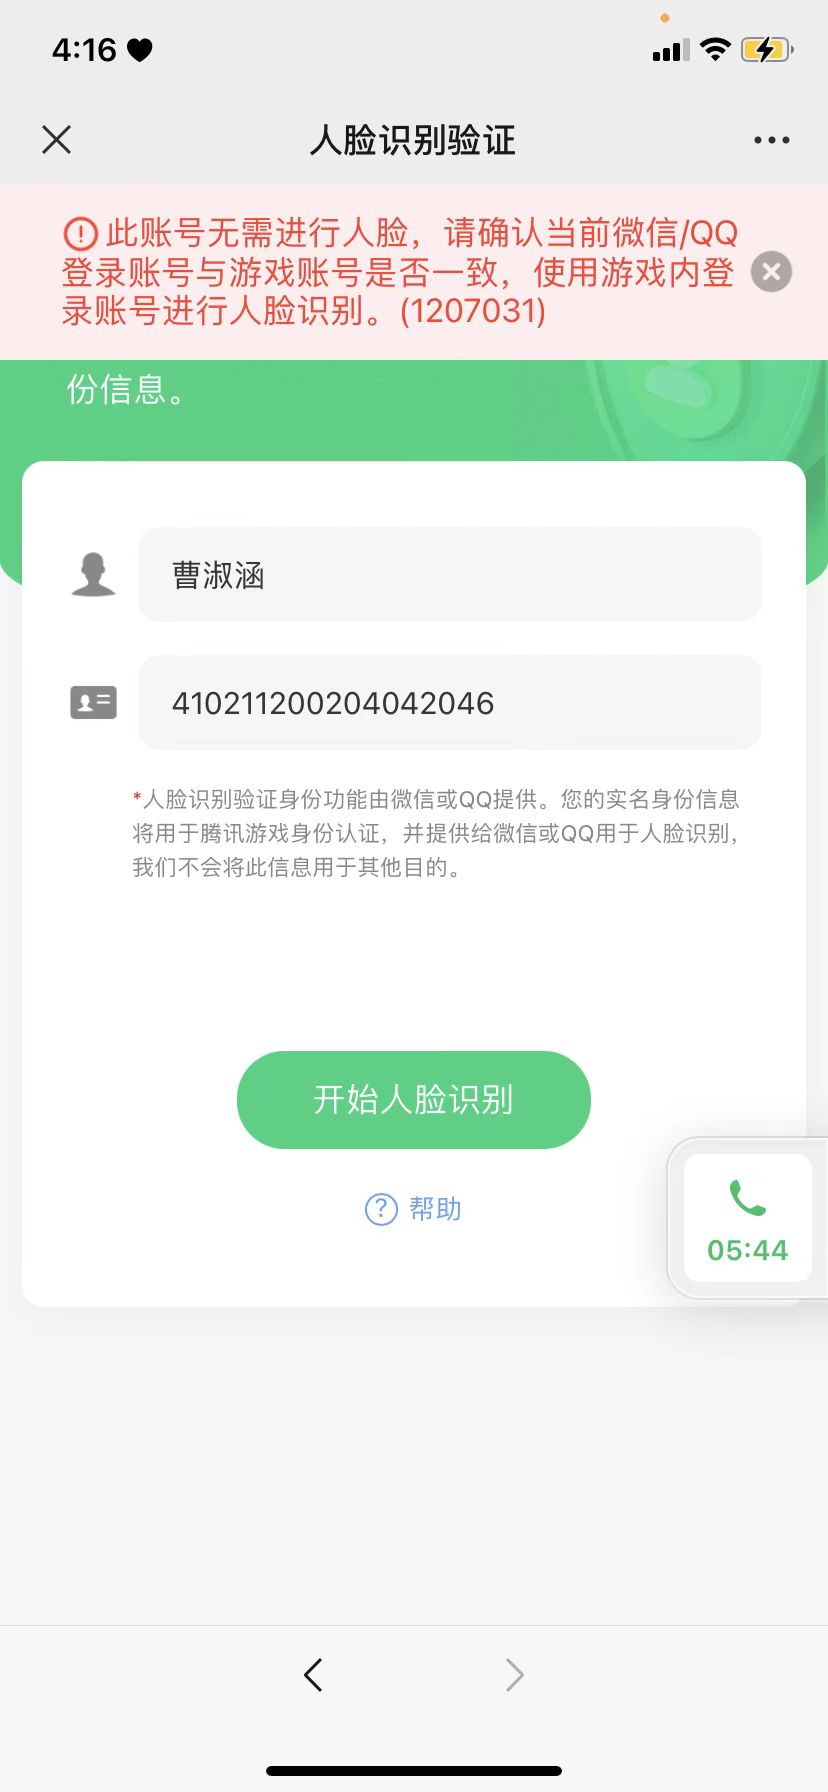 4:16
人脸识别验证
此账号无需进行人脸，请确认当前微信/QQ
登录账号与游戏账号是否一致，使用游戏内登
录账号进行人脸识别。(1207031)
份信息。
曹淑涵
410211200204042046
*人脸识别验证身份功能由微信或QQ提供。您的实名身份信息
将用于腾讯游戏身份认证，并提供给微信或QQ用于人脸识别，
我们不会将此信息用于其他目的。
开始人脸识别
帮助
05:44